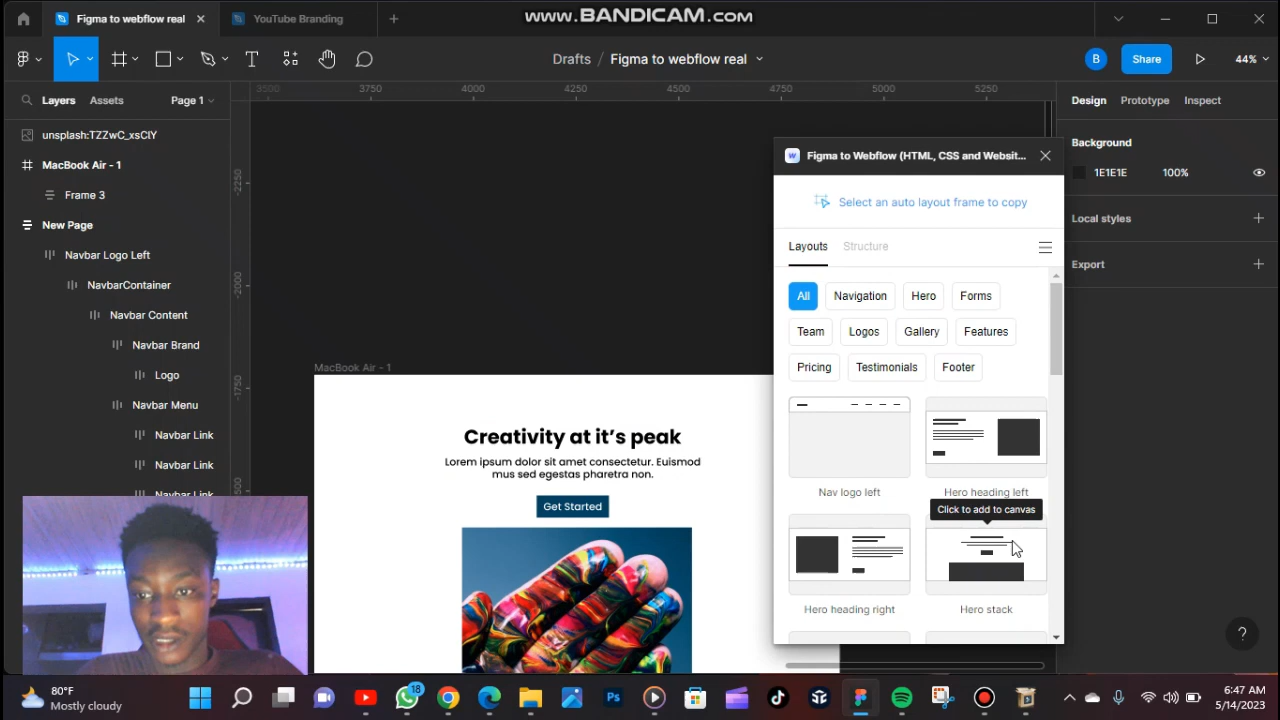 www.BANDICAM.com
Figma to webflow real
YouTube Branding
Drafts / Figma to webflow real
B
Share
44%
Layers
Assets
Page 1
3500
3750
4000
4250
4500
4750
5000
5250
Design
Prototype
Inspect
unsplash:TZZwC_xsClY
MacBook Air - 1
Frame 3
New Page
Navbar Logo Left
NavbarContainer
Navbar Content
Navbar Brand
Logo
Navbar Menu
Navbar Link
Navbar Link
Navbar Link
-2250
-2000
-1750
MacBook Air - 1
Creativity at it’s peak
Lorem ipsum dolor sit amet consectetur. Euismod
mus sed egestas pharetra non.
Get Started
Figma to Webflow (HTML, CSS and Websit...
Select an auto layout frame to copy
Layouts
Structure
All
Navigation
Hero
Forms
Team
Logos
Gallery
Features
Pricing
Testimonials
Footer
Nav logo left
Hero heading left
Click to add to canvas
Hero heading right
Hero stack
Background
1E1E1E
100%
Local styles
Export
?
80°F
Mostly cloudy
18
Ps
6:47 AM
5/14/2023